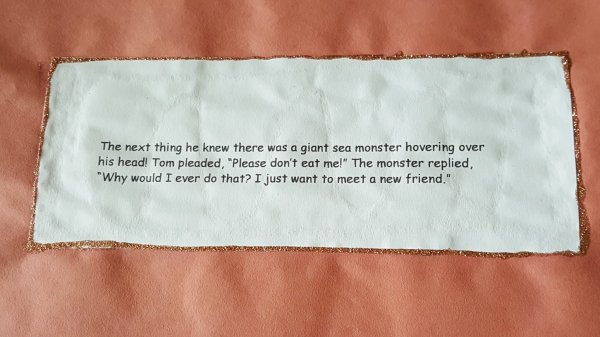 The next thing he knew there was a giant sea monster hovering over
his head! Tom pleaded, “Please don’t eat me!” The monster replied,
“Why would I ever do that? I just want to meet a new friend.”